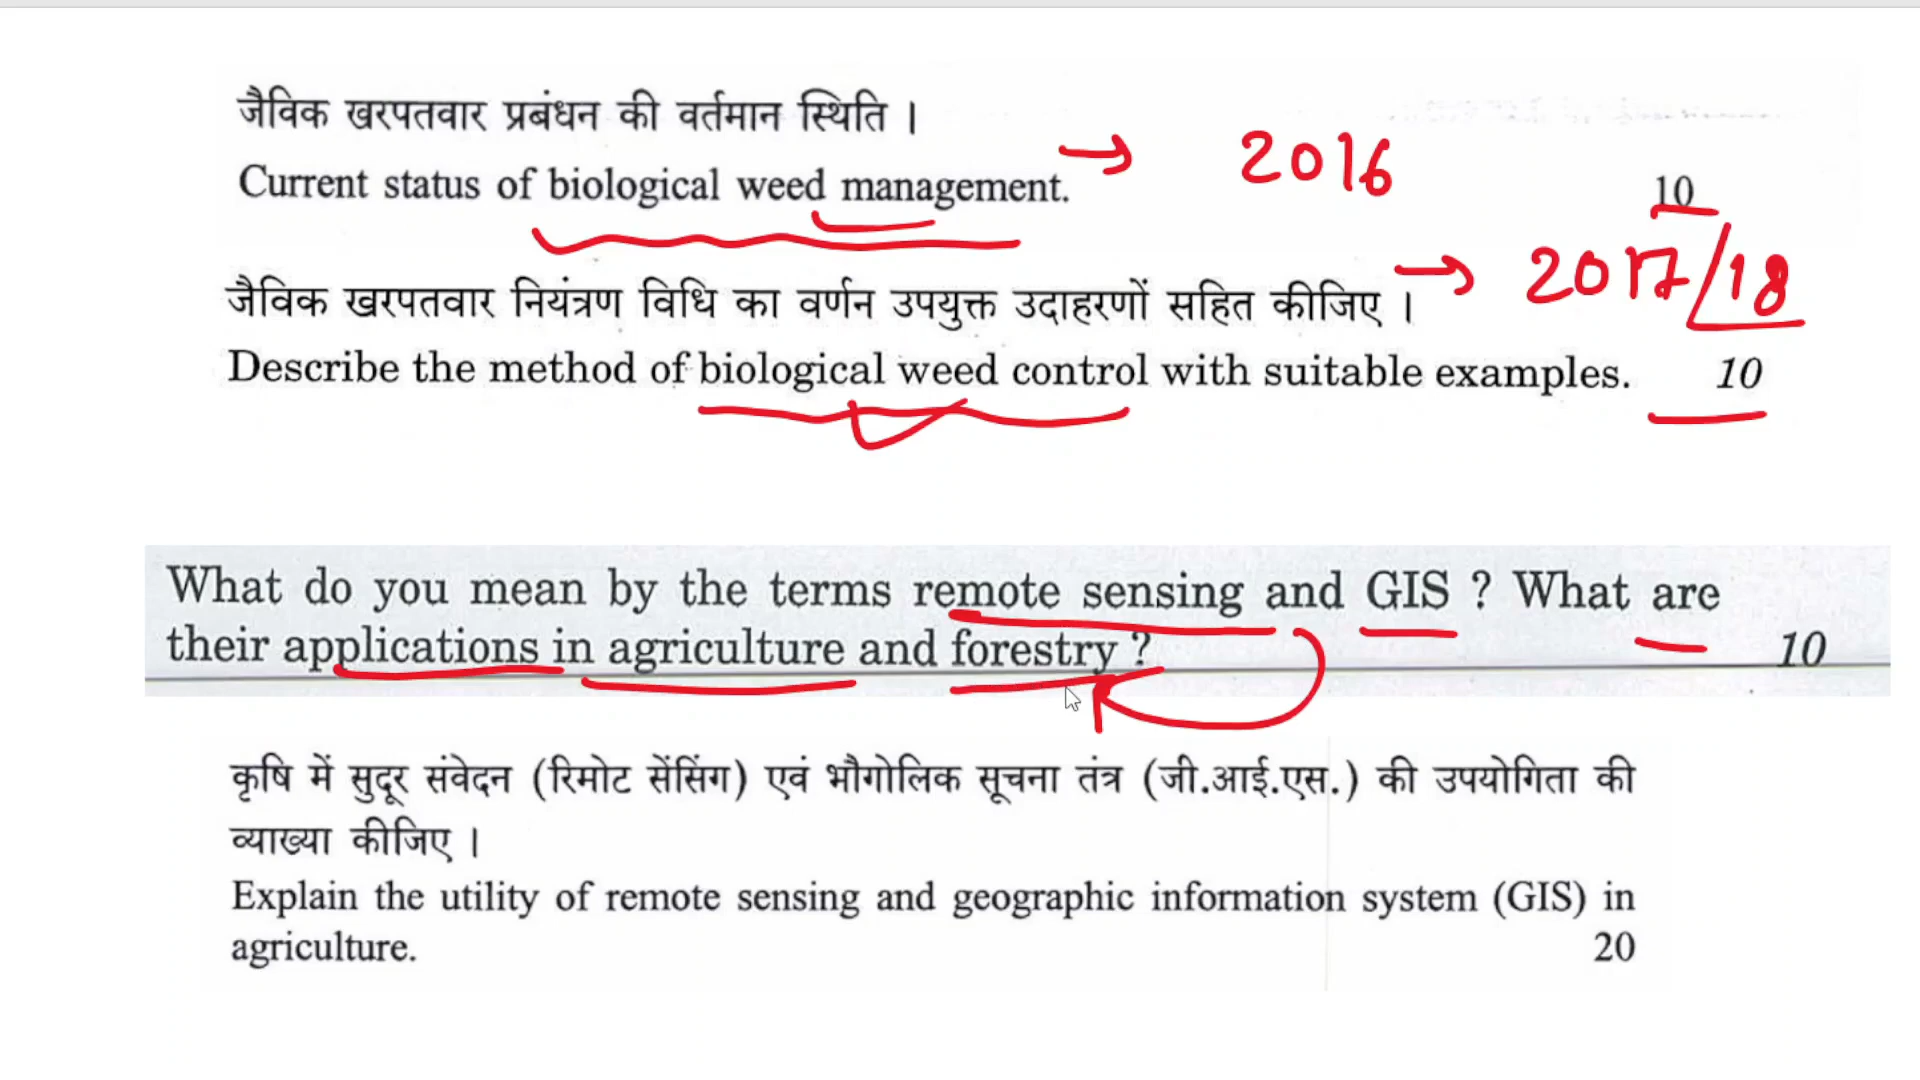 जैविक खरपतवार प्रबंधन की वर्तमान स्थिति ।
Current status of biological weed management. → 2016 10
जैविक खरपतवार नियंत्रण विधि का वर्णन उपयुक्त उदाहरणों सहित कीजिए । → 2017/18
Describe the method of biological weed control with suitable examples. 10
What do you mean by the terms remote sensing and GIS ? What are
their applications in agriculture and forestry ? 10
कृषि में सुदूर संवेदन (रिमोट सेंसिंग) एवं भौगोलिक सूचना तंत्र (जी.आई.एस.) की उपयोगिता की
व्याख्या कीजिए ।
Explain the utility of remote sensing and geographic information system (GIS) in
agriculture. 20